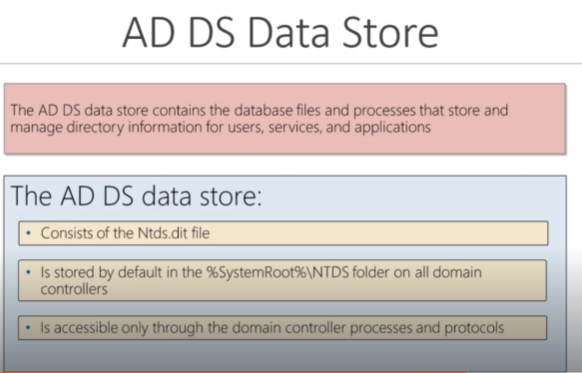 AD DS Data Store
The AD DS data store contains the database files and processes that store and
manage directory information for users, services, and applications
The AD DS data store:
• Consists of the Ntds.dit file
• Is stored by default in the %SystemRoot%\NTDS folder on all domain
controllers
• Is accessible only through the domain controller processes and protocols